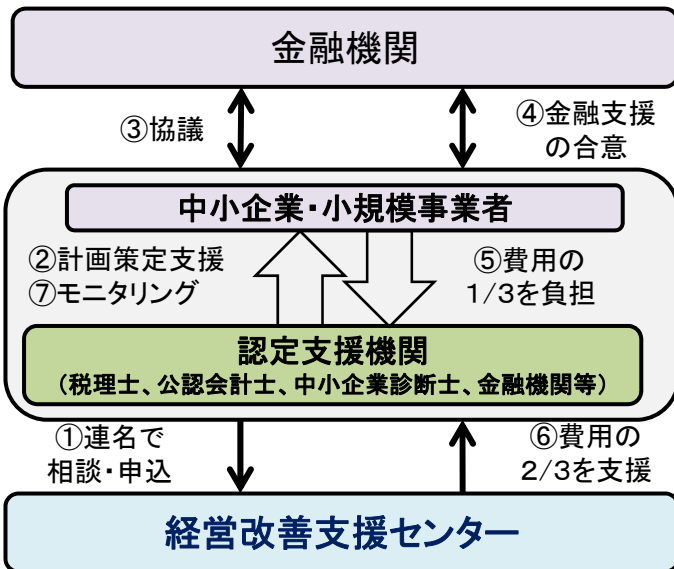 金融機関
③協議
④金融支援
の合意
中小企業・小規模事業者
②計画策定支援
⑦モニタリング
⑤費用の
1/3を負担
認定支援機関
(税理士、公認会計士、中小企業診断士、金融機関等)
①連名で
相談・申込
⑥費用の
2/3を支援
経営改善支援センター